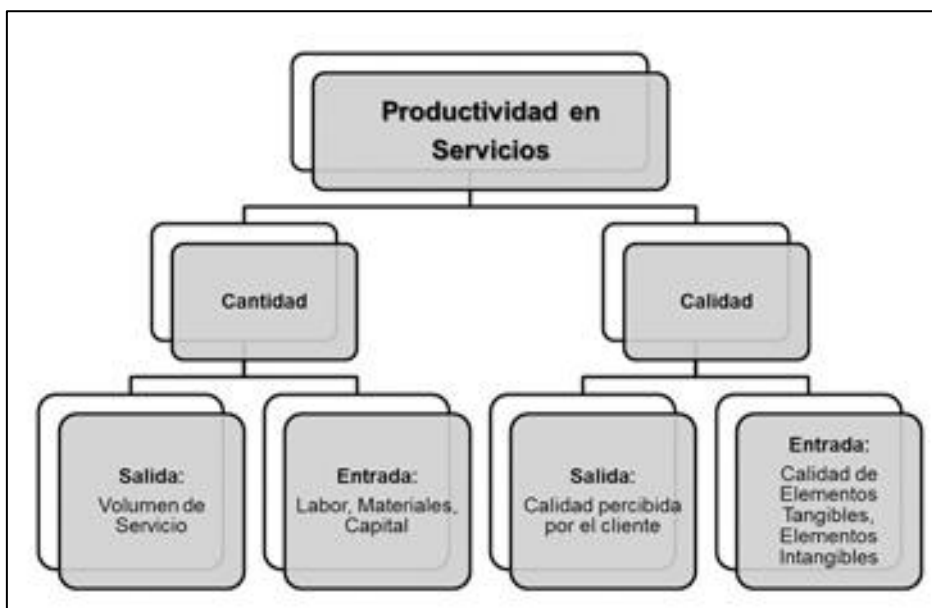 Productividad en
Servicios
Cantidad
Calidad
Salida:
Volumen de
Servicio
Entrada:
Labor, Materiales,
Capital
Salida:
Calidad percibida
por el cliente
Entrada:
Calidad de
Elementos
Tangibles,
Elementos
Intangibles